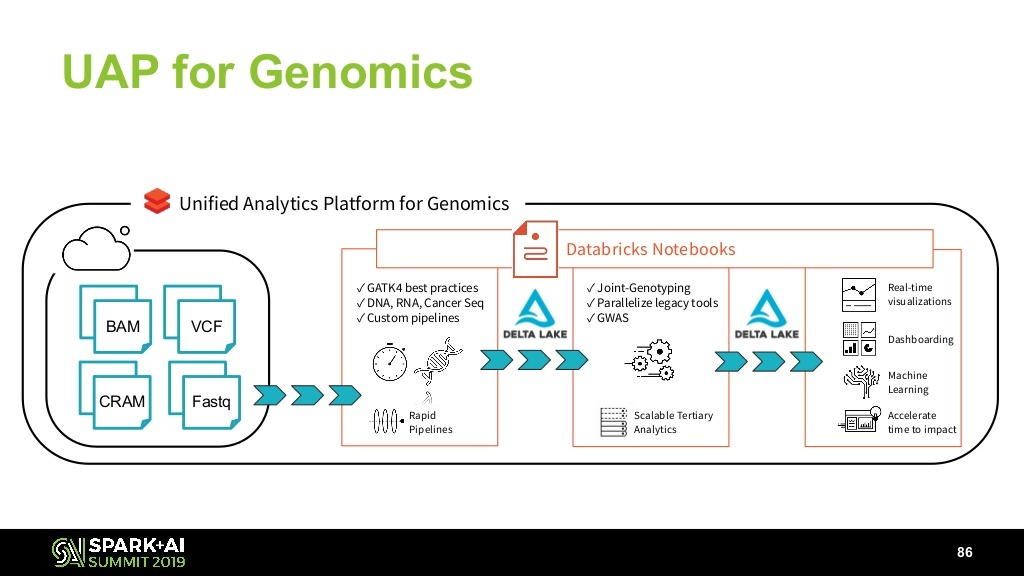 UAP for Genomics
Unified Analytics Platform for Genomics
Databricks Notebooks
BAM
VCF
CRAM
Fastq
✓GATK4 best practices
✓DNA, RNA, Cancer Seq
✓Custom pipelines
Rapid
Pipelines
DELTA LAKE
✓Joint-Genotyping
✓Parallelize legacy tools
✓GWAS
Scalable Tertiary
Analytics
DELTA LAKE
Real-time
visualizations
Dashboarding
Machine
Learning
Accelerate
time to impact
SPARK+AI
SUMMIT 2019
86